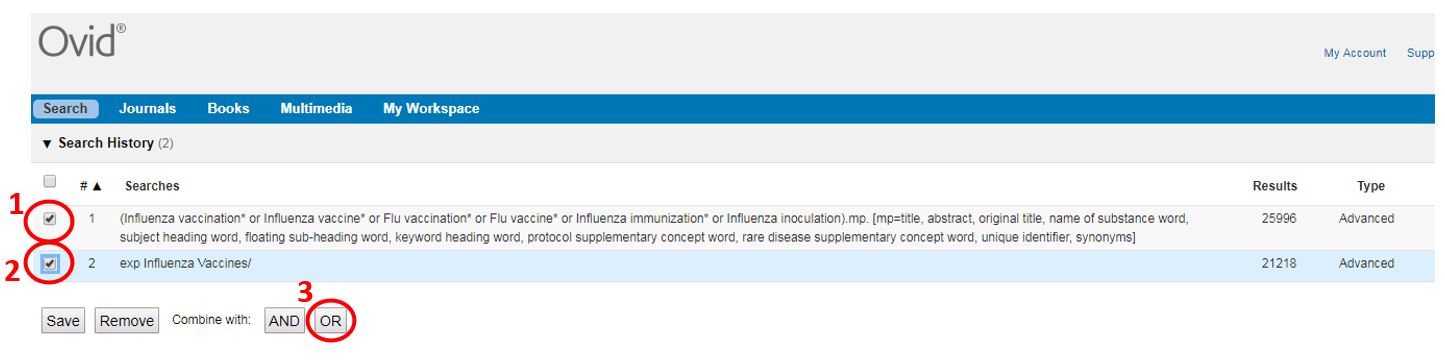 Ovid®
My Account Supp
Search Journals Books Multimedia My Workspace
▼ Search History (2)
# ▲ Searches Results Type
1
1 (Influenza vaccination* or Influenza vaccine* or Flu vaccination* or Flu vaccine* or Influenza immunization* or Influenza inoculation).mp. [mp=title, abstract, original title, name of substance word, 25996 Advanced
subject heading word, floating sub-heading word, keyword heading word, protocol supplementary concept word, rare disease supplementary concept word, unique identifier, synonyms]
2
2 exp Influenza Vaccines/ 21218 Advanced
3
Save Remove Combine with: AND OR